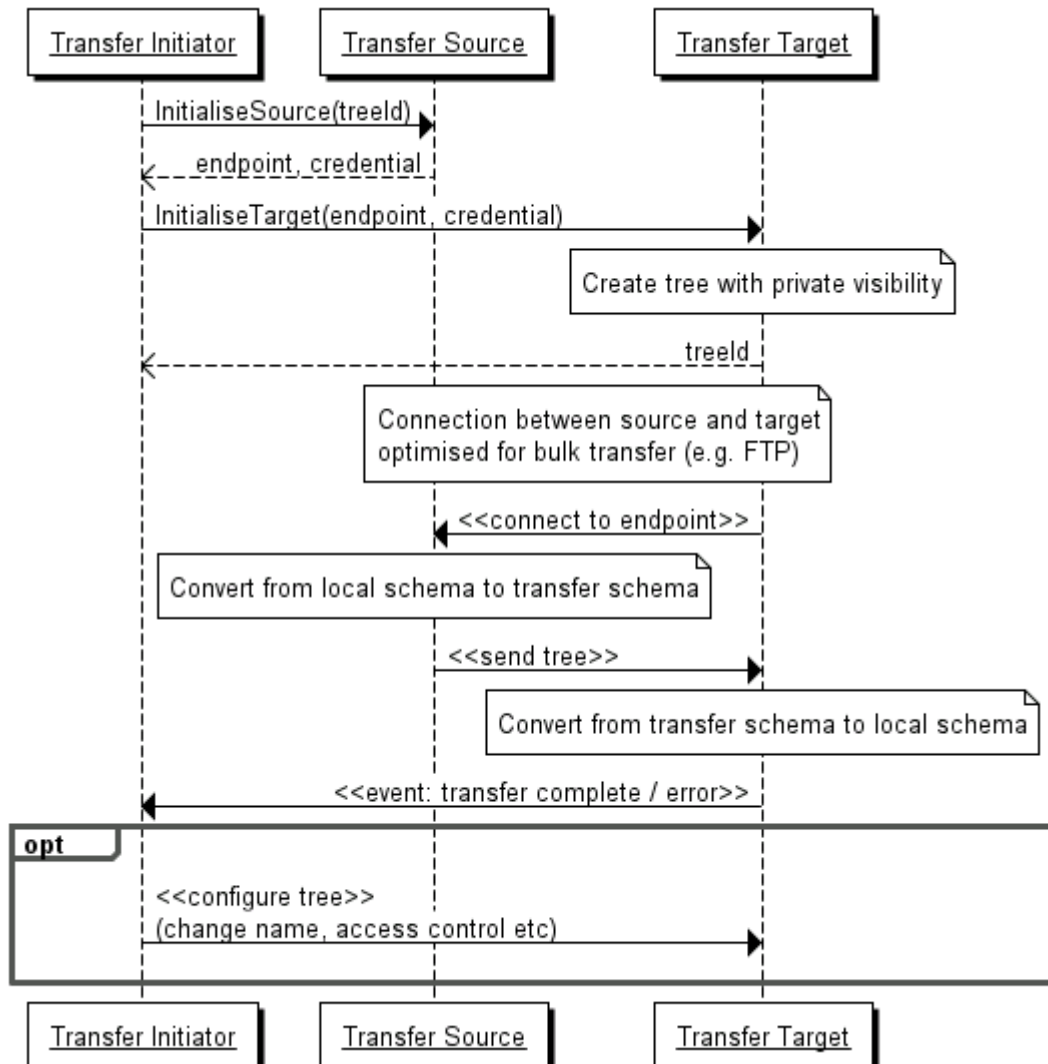 Transfer Initiator
Transfer Source
Transfer Target
InitialiseSource(treeId)
endpoint, credential
InitialiseTarget(endpoint, credential)
Create tree with private visibility
treeId
Connection between source and target
optimised for bulk transfer (e.g. FTP)
<<connect to endpoint>>
Convert from local schema to transfer schema
<<send tree>>
Convert from transfer schema to local schema
<<event: transfer complete / error>>
opt
<<configure tree>>
(change name, access control etc)
Transfer Initiator
Transfer Source
Transfer Target